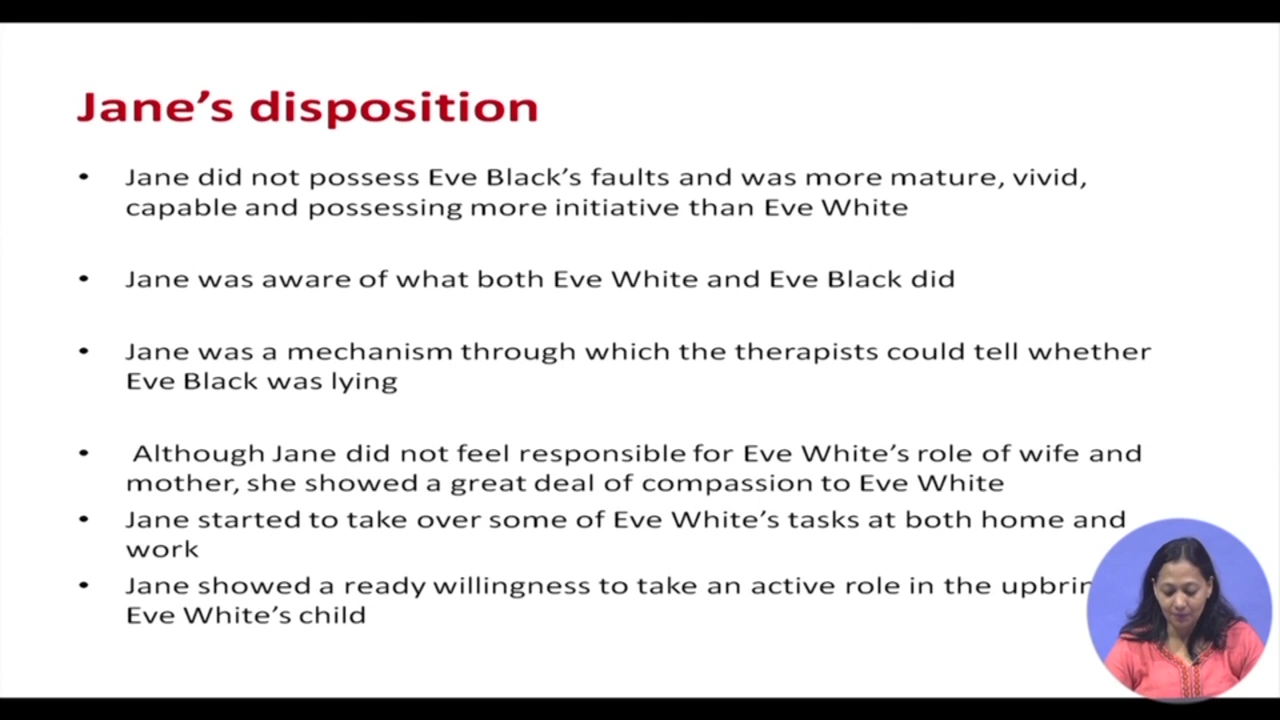 Jane’s disposition
• Jane did not possess Eve Black’s faults and was more mature, vivid,
capable and possessing more initiative than Eve White
• Jane was aware of what both Eve White and Eve Black did
• Jane was a mechanism through which the therapists could tell whether
Eve Black was lying
• Although Jane did not feel responsible for Eve White’s role of wife and
mother, she showed a great deal of compassion to Eve White
• Jane started to take over some of Eve White’s tasks at both home and
work
• Jane showed a ready willingness to take an active role in the
Eve White’s child